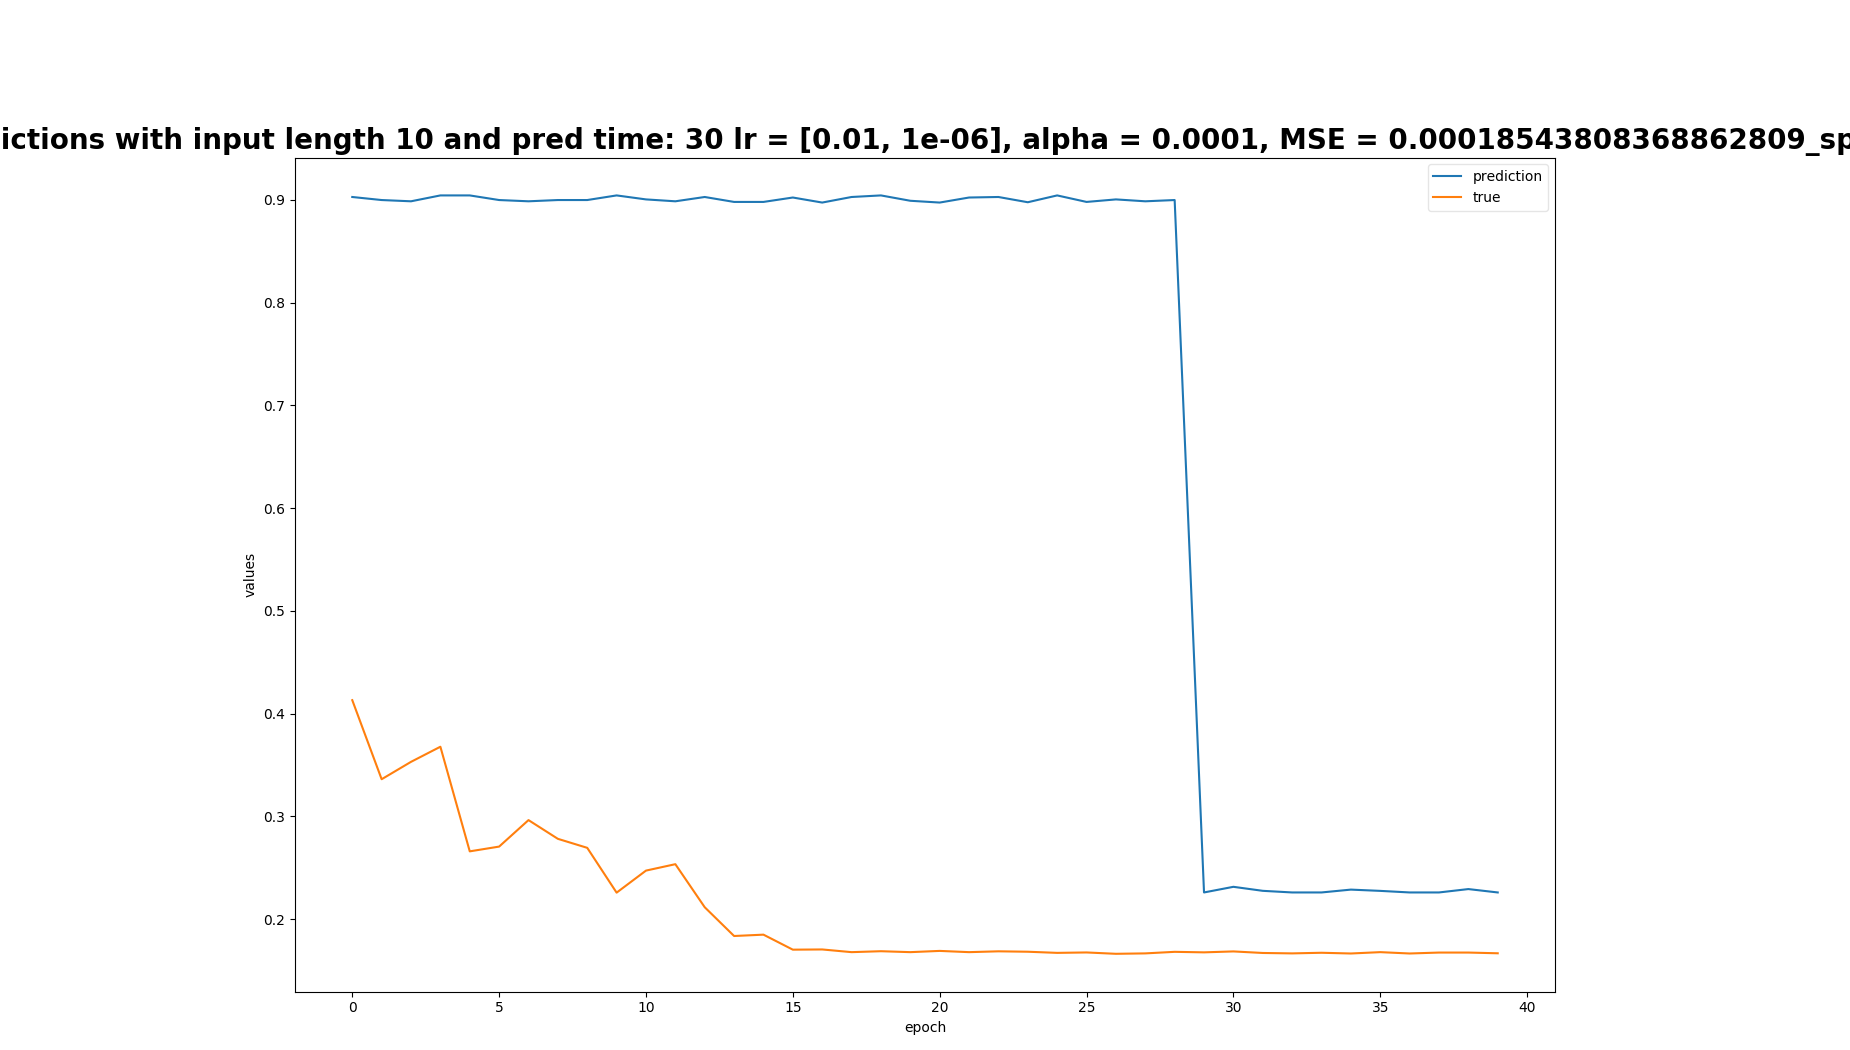 ictions with input length 10 and pred time: 30 lr = [0.01, 1e-06], alpha = 0.0001, MSE = 0.00018543808368862809_sp
prediction
true
0.9
0.8
0.7
0.6
0.5
0.4
0.3
0.2
values
0 5 10 15 20 25 30 35 40
epoch